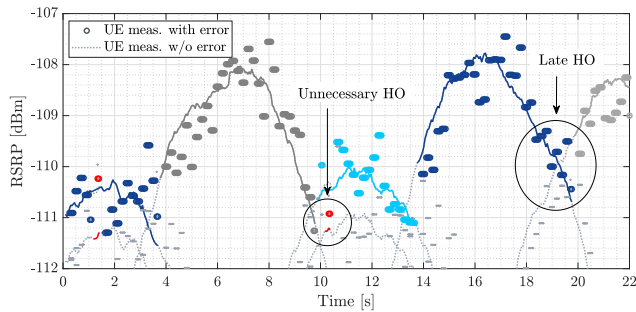 -107
-108
-109
-110
-111
-112
RSRP [dBm]
UE meas. with error
UE meas. w/o error
Unnecessary HO
Late HO
0 2 4 6 8 10 12 14 16 18 20 22
Time [s]